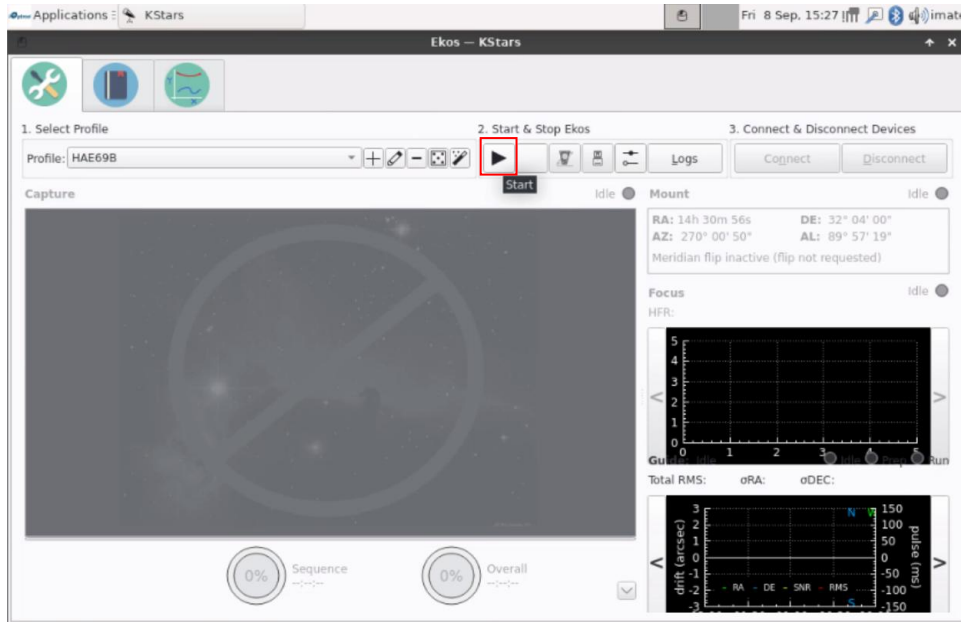 Applications KStars Fri 8 Sep, 15:27
Ekos — KStars
1. Select Profile
2. Start & Stop Ekos
3. Connect & Disconnect Devices
Profile: HAE69B
Logs
Connect
Disconnect
Start
Capture
Idle
Mount
Idle
RA: 14h 30m 56s DE: 32° 04' 00"
AZ: 270° 00' 50" AL: 89° 57' 19"
Meridian flip inactive (flip not requested)
Focus
Idle
HFR:
5
4
3
2
1
0
0 1 2 3 4 5
Guide: Idle
Idle Prep Run
Total RMS: σRA: σDEC:
drift (arcsec)
3
2
1
0
-1
-2
-3
N
S
150
100
50
0
-50
-100
-150
pulse (ms)
RA DE SNR RMS
0% Sequence
--:--:--
0% Overall
--:--:--